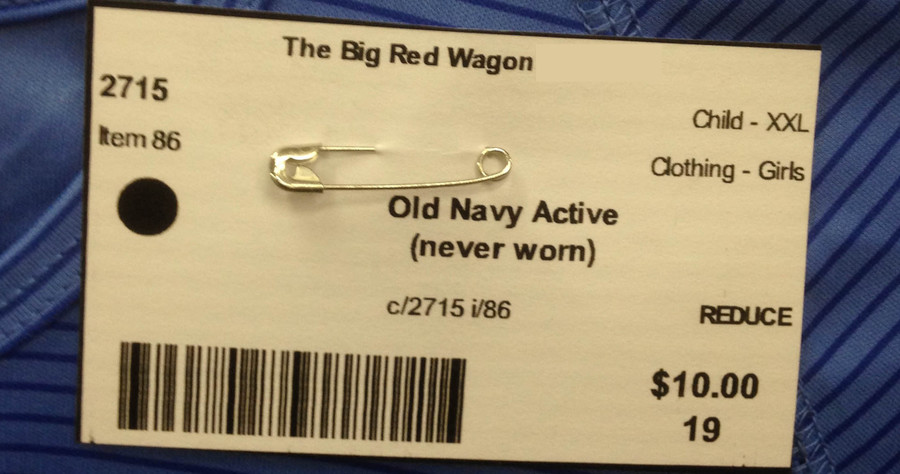 The Big Red Wagon
2715
Item 86
Child - XXL
Clothing - Girls
Old Navy Active
(never worn)
c/2715 i/86
REDUCE
$10.00
19